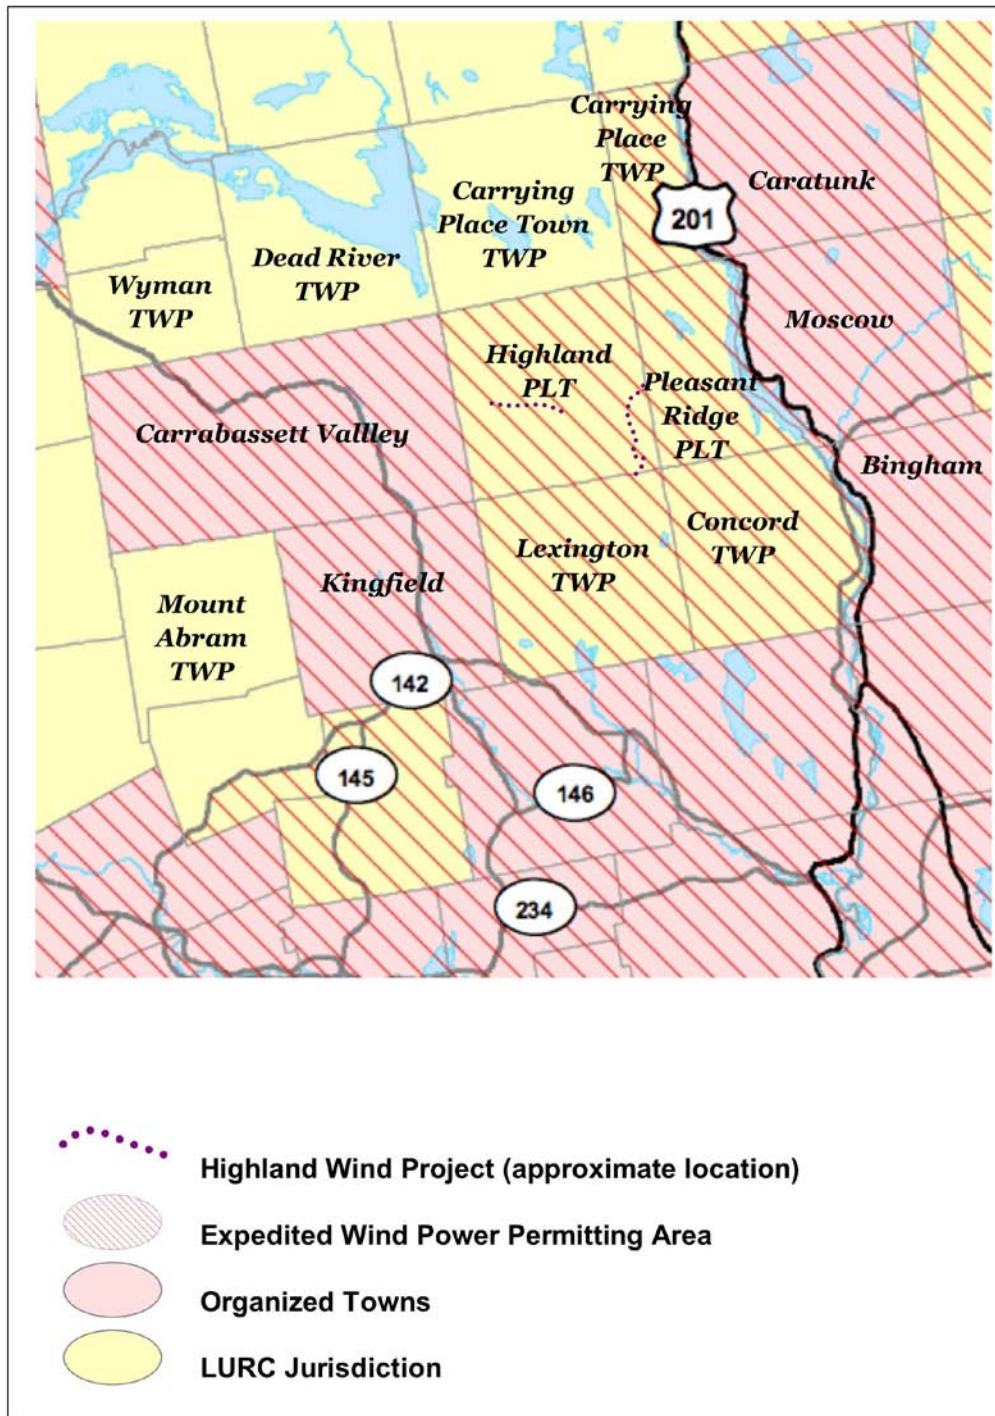 Carrying
Place
TWP
Caratunk
201
Carrying
Place Town
TWP
Dead River
TWP
Wyman
TWP
Moscow
Highland
PLT
Pleasant
Ridge
PLT
Carrabassett Vallley
Bingham
Concord
TWP
Lexington
TWP
Kingfield
Mount
Abram
TWP
142
145
146
234
Highland Wind Project (approximate location)
Expedited Wind Power Permitting Area
Organized Towns
LURC Jurisdiction